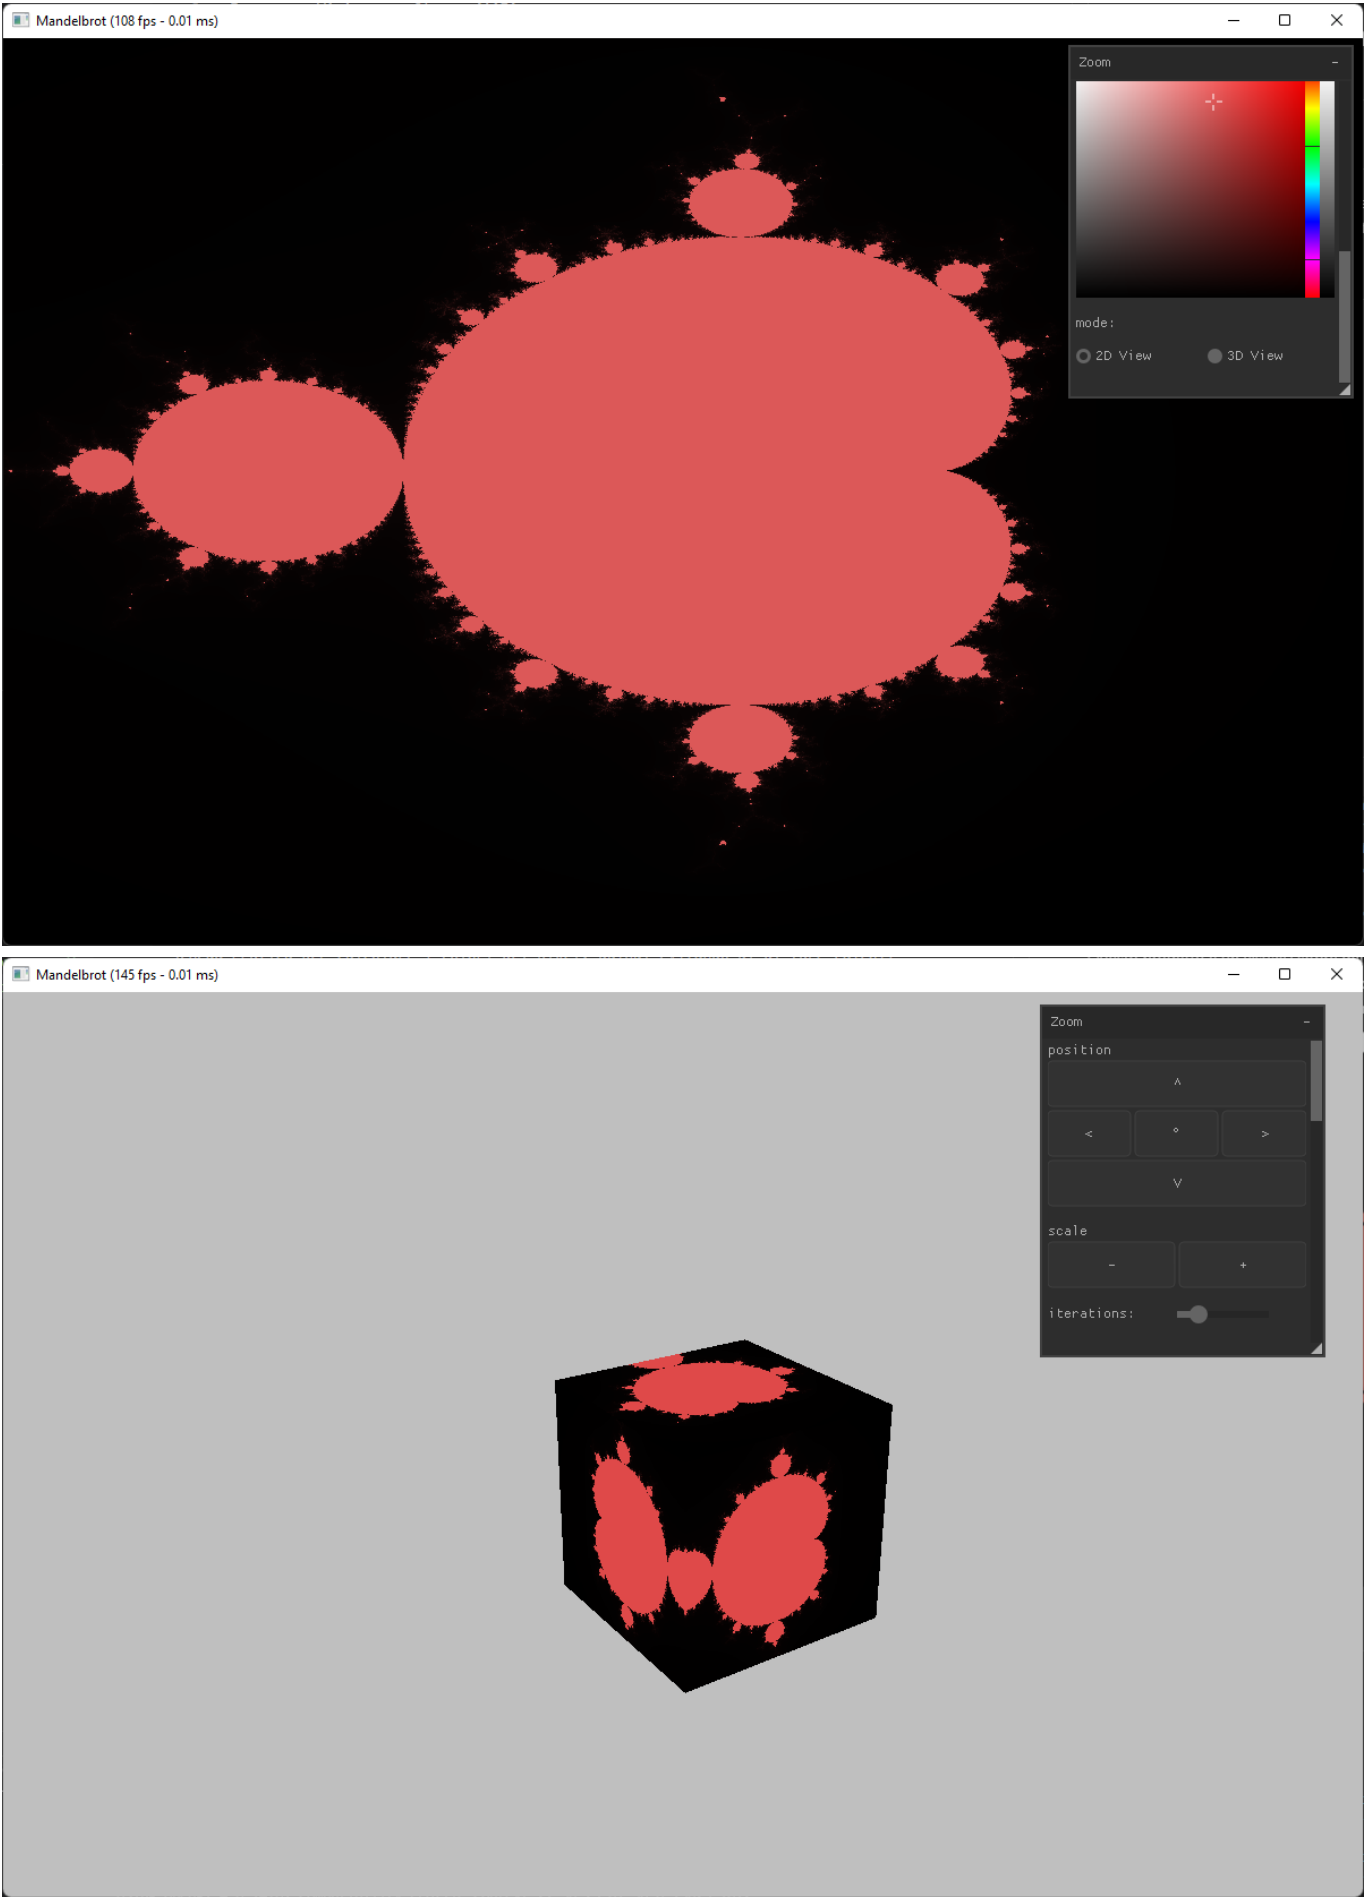 Mandelbrot (108 fps - 0.01 ms)
Zoom -
mode:
2D View 3D View
Mandelbrot (145 fps - 0.01 ms)
Zoom -
position
^
< ° >
V
scale
- +
iterations: